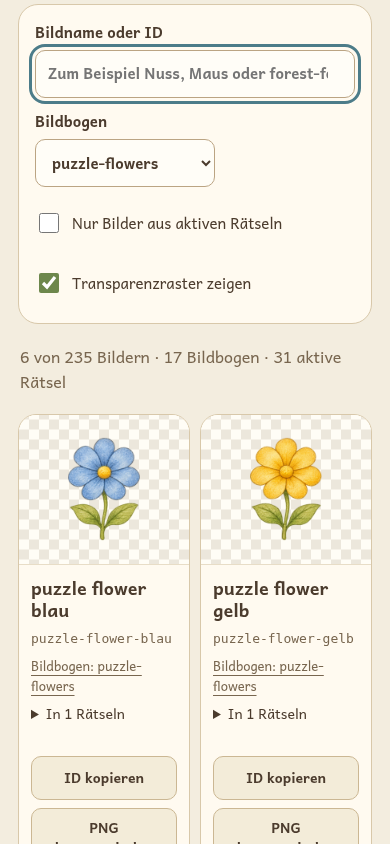 Bildname oder ID
Zum Beispiel Nuss, Maus oder forest-f
Bildbogen
puzzle-flowers
Nur Bilder aus aktiven Rätseln
Transparenzraster zeigen
6 von 235 Bildern · 17 Bildbogen · 31 aktive
Rätsel
puzzle flower
blau
puzzle-flower-blau
Bildbogen: puzzle-
flowers
▶ In 1 Rätseln
ID kopieren
PNG
puzzle flower
gelb
puzzle-flower-gelb
Bildbogen: puzzle-
flowers
▶ In 1 Rätseln
ID kopieren
PNG